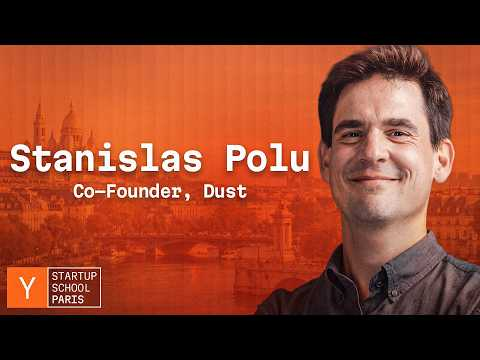 Stanislas Polu
Co-Founder, Dust
Y
STARTUP
SCHOOL
PARIS